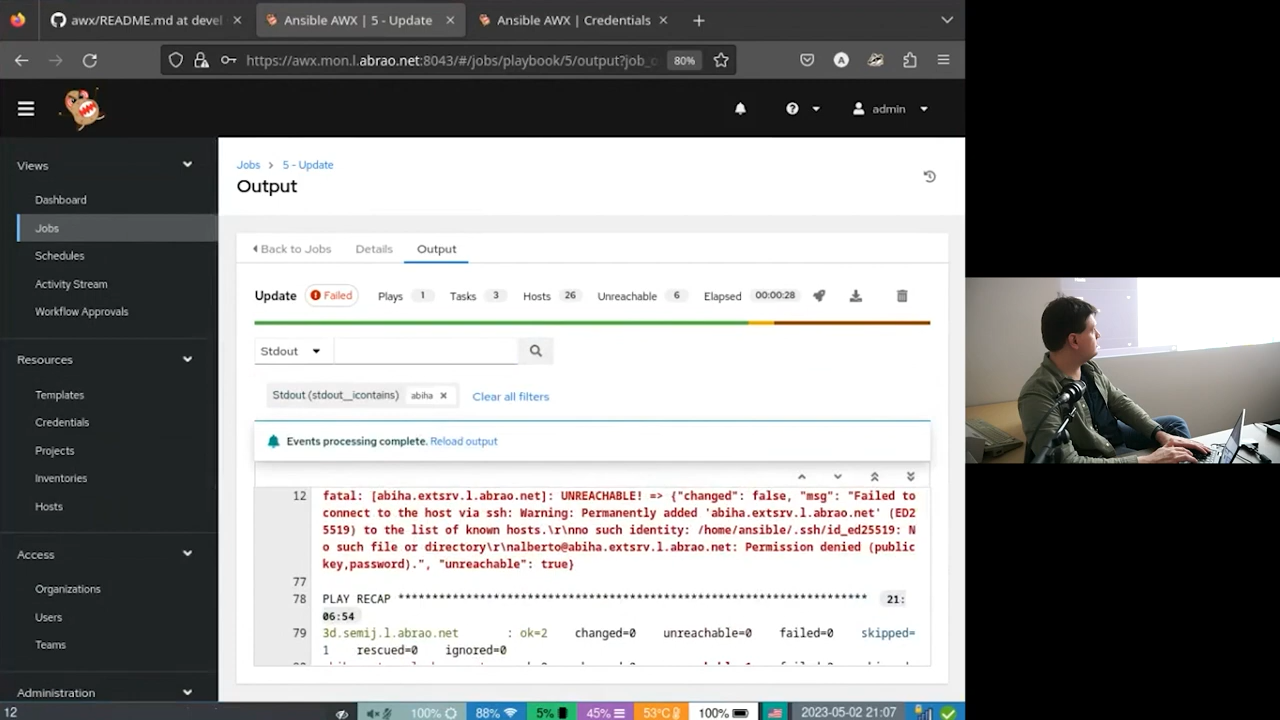 awx/README.md at devel
Ansible AWX | 5 - Update
Ansible AWX | Credentials
https://awx.mon.l.abrao.net:8043/#/jobs/playbook/5/output?job_
80%
admin
Views
Dashboard
Jobs
Schedules
Activity Stream
Workflow Approvals
Resources
Templates
Credentials
Projects
Inventories
Hosts
Access
Organizations
Users
Teams
Administration
Jobs > 5 - Update
Output
Back to Jobs Details Output
Update Failed Plays 1 Tasks 3 Hosts 26 Unreachable 6 Elapsed 00:00:28
Stdout
Stdout (stdout__icontains) abiha Clear all filters
Events processing complete. Reload output
12 fatal: [abiha.extsrv.l.abrao.net]: UNREACHABLE! => {"changed": false, "msg": "Failed to
connect to the host via ssh: Warning: Permanently added 'abiha.extsrv.l.abrao.net' (ED2
5519) to the list of known hosts.\r\nno such identity: /home/ansible/.ssh/id_ed25519: N
o such file or directory\r\nalberto@abiha.extsrv.l.abrao.net: Permission denied (public
key,password).", "unreachable": true}
77
78 PLAY RECAP ********************************************************************* 21:
06:54
79 3d.semij.l.abrao.net : ok=2 changed=0 unreachable=0 failed=0 skipped=
1 rescued=0 ignored=0
12 100% 88% 5% 45% 53°C 100% 2023-05-02 21:07